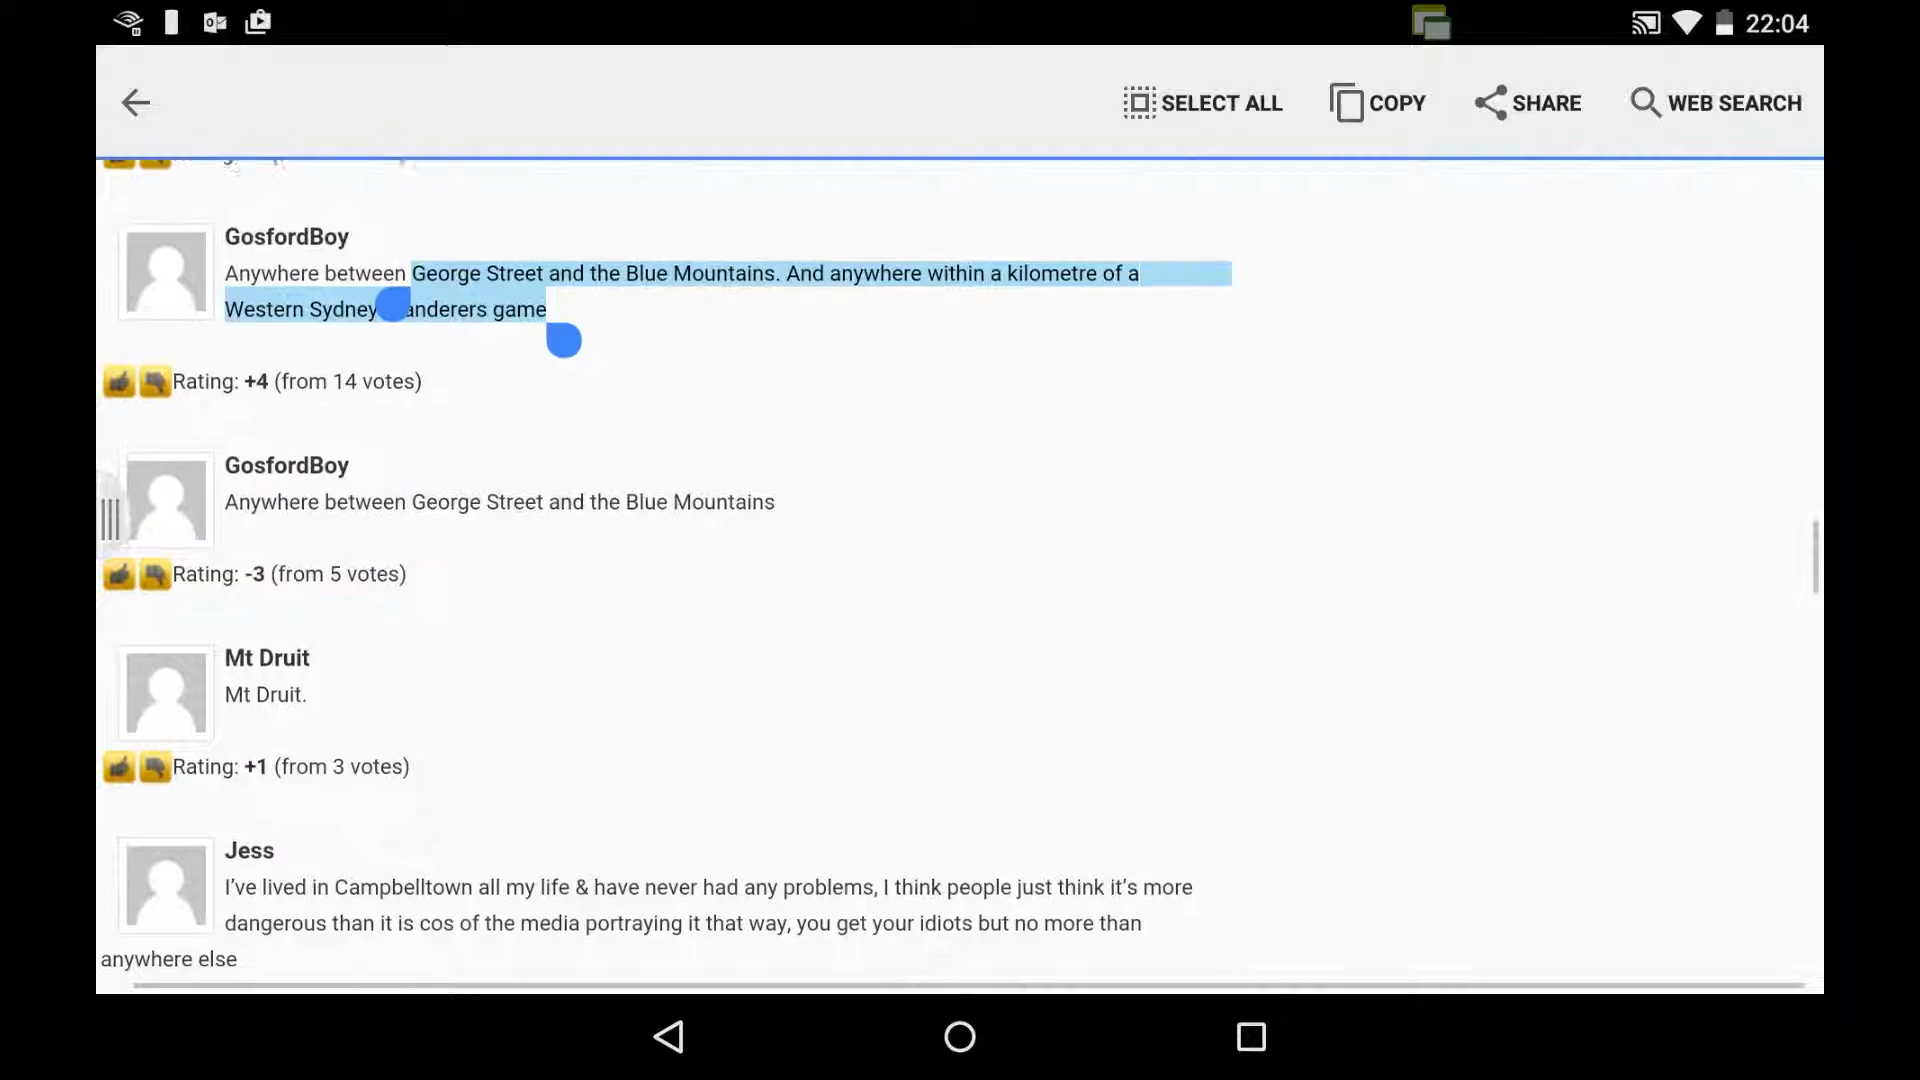 22:04
SELECT ALL
COPY
SHARE
WEB SEARCH
GosfordBoy
Anywhere between George Street and the Blue Mountains. And anywhere within a kilometre of a
Western Sydney anderers game
Rating: +4 (from 14 votes)
GosfordBoy
Anywhere between George Street and the Blue Mountains
Rating: -3 (from 5 votes)
Mt Druit
Mt Druit.
Rating: +1 (from 3 votes)
Jess
I’ve lived in Campbelltown all my life & have never had any problems, I think people just think it’s more
dangerous than it is cos of the media portraying it that way, you get your idiots but no more than
anywhere else